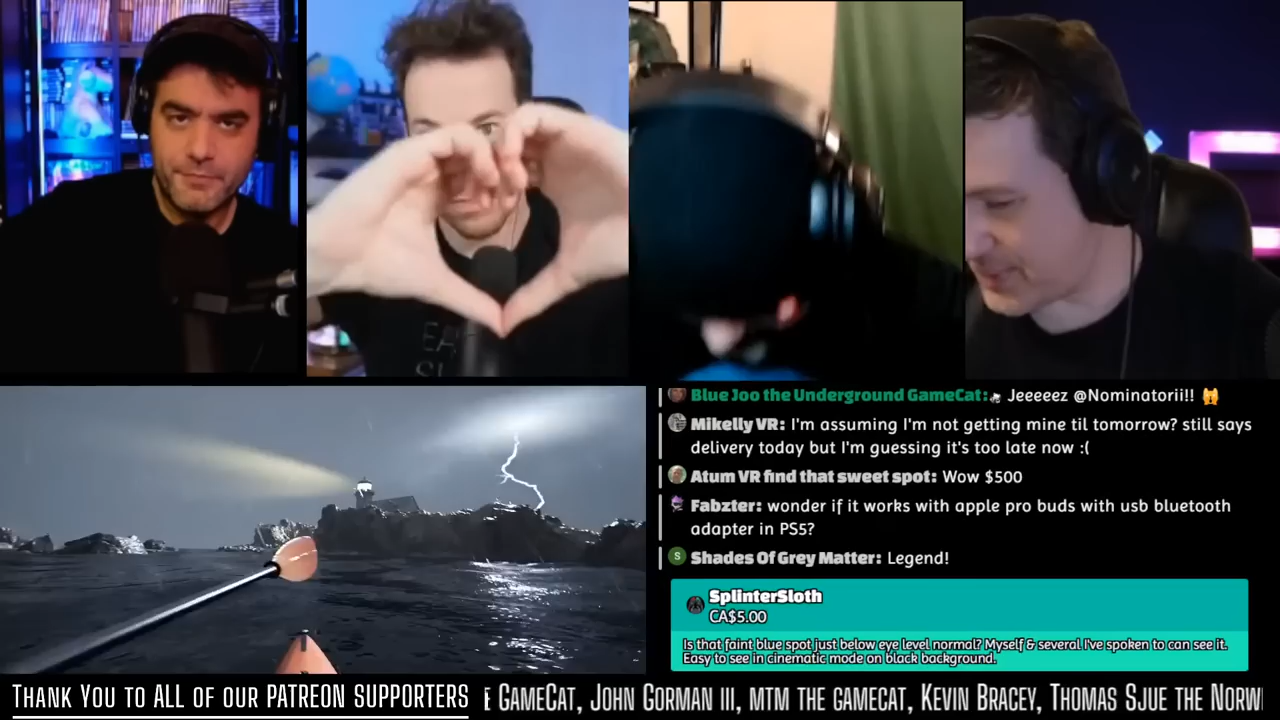 EA
SU
Blue Joo the Underground GameCat: Jeeeeez @Nominatorii!!
Mikelly VR: I'm assuming I'm not getting mine til tomorrow? still says
delivery today but I'm guessing it's too late now :(
Atum VR find that sweet spot: Wow $500
Fabzter: wonder if it works with apple pro buds with usb bluetooth
adapter in PS5?
S Shades Of Grey Matter: Legend!
SplinterSloth
CA$5.00
Is that faint blue spot just below eye level normal? Myself & several I've spoken to can see it.
Easy to see in cinematic mode on black background.
THANK YOU TO ALL OF OUR PATREON SUPPORTERS
E GAMECAT, JOHN GORMAN III, MTM THE GAMECAT, KEVIN BRACEY, THOMAS SJUE THE NORW